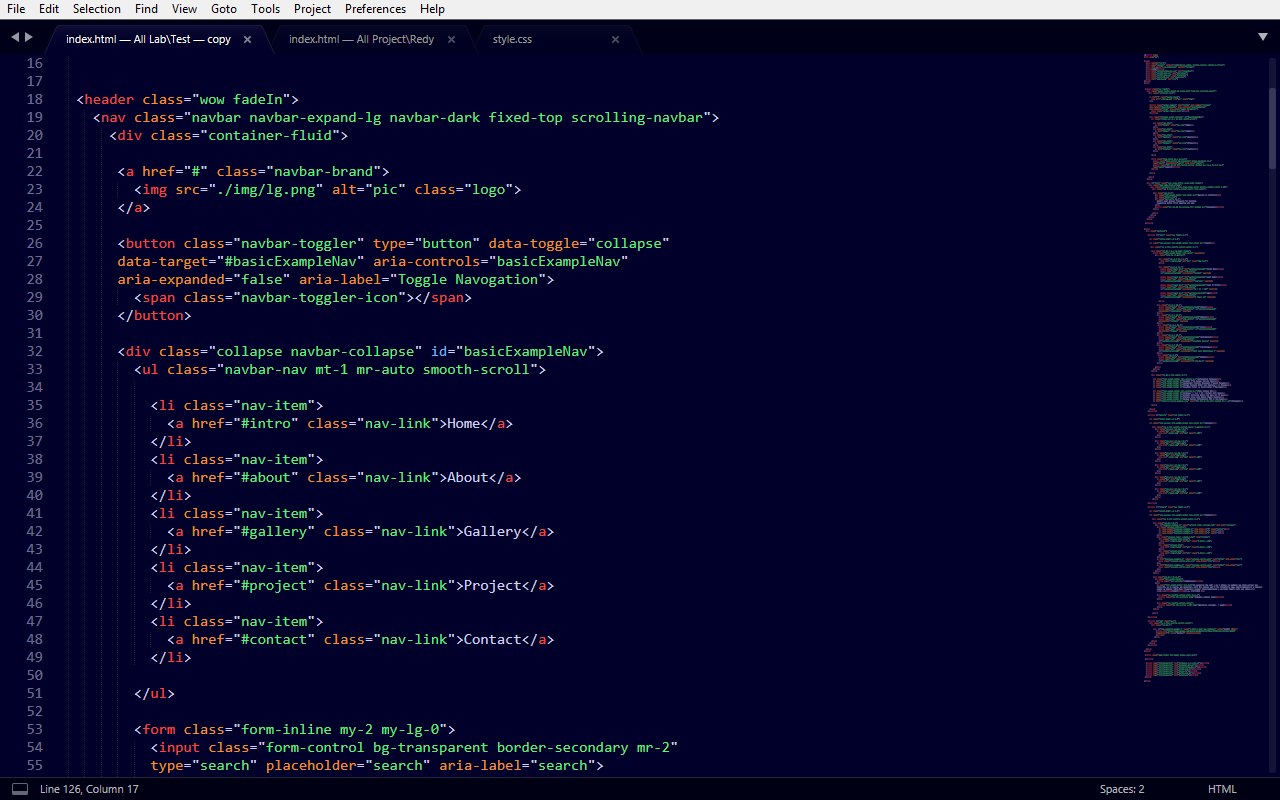 File Edit Selection Find View Goto Tools Project Preferences Help
index.html — All Lab\Test — copy × index.html — All Project\Redy × style.css ×
16
17
18 <header class="wow fadeIn">
19 <nav class="navbar navbar-expand-lg navbar-dark fixed-top scrolling-navbar">
20 <div class="container-fluid">
21
22 <a href="#" class="navbar-brand">
23 <img src="./img/lg.png" alt="pic" class="logo">
24 </a>
25
26 <button class="navbar-toggler" type="button" data-toggle="collapse"
27 data-target="#basicExampleNav" aria-controls="basicExampleNav"
28 aria-expanded="false" aria-label="Toggle Navogation">
29 <span class="navbar-toggler-icon"></span>
30 </button>
31
32 <div class="collapse navbar-collapse" id="basicExampleNav">
33 <ul class="navbar-nav mt-1 mr-auto smooth-scroll">
34
35 <li class="nav-item">
36 <a href="#intro" class="nav-link">Home</a>
37 </li>
38 <li class="nav-item">
39 <a href="#about" class="nav-link">About</a>
40 </li>
41 <li class="nav-item">
42 <a href="#gallery" class="nav-link">Gallery</a>
43 </li>
44 <li class="nav-item">
45 <a href="#project" class="nav-link">Project</a>
46 </li>
47 <li class="nav-item">
48 <a href="#contact" class="nav-link">Contact</a>
49 </li>
50
51 </ul>
52
53 <form class="form-inline my-2 my-lg-0">
54 <input class="form-control bg-transparent border-secondary mr-2"
55 type="search" placeholder="search" aria-label="search">
Line 126, Column 17 Spaces: 2 HTML